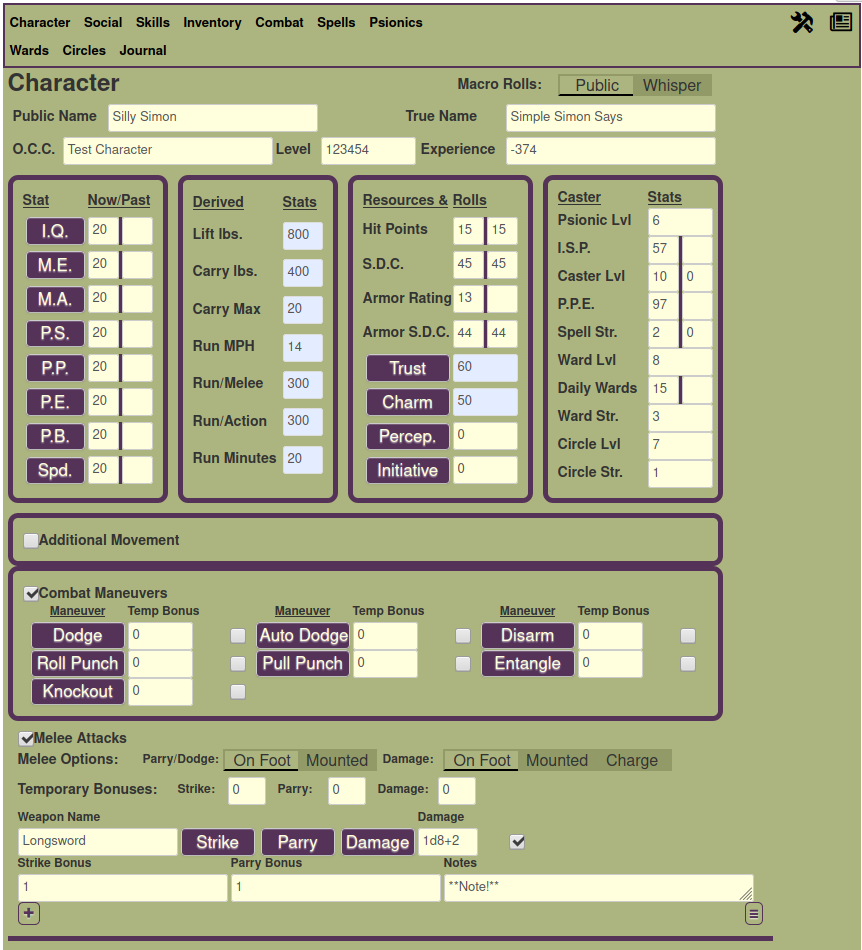 Character Social Skills Inventory Combat Spells Psionics
Wards Circles Journal
Character
Macro Rolls: Public Whisper
Public Name Silly Simon True Name Simple Simon Says
O.C.C. Test Character Level 123454 Experience -374
Stat Now/Past
I.Q. 20
M.E. 20
M.A. 20
P.S. 20
P.P. 20
P.E. 20
P.B. 20
Spd. 20
Derived Stats
Lift lbs. 800
Carry lbs. 400
Carry Max 20
Run MPH 14
Run/Melee 300
Run/Action 300
Run Minutes 20
Resources & Rolls
Hit Points 15 15
S.D.C. 45 45
Armor Rating 13
Armor S.D.C. 44 44
Trust 60
Charm 50
Percep. 0
Initiative 0
Caster Stats
Psionic Lvl 6
I.S.P. 57
Caster Lvl 10 0
P.P.E. 97
Spell Str. 2 0
Ward Lvl 8
Daily Wards 15
Ward Str. 3
Circle Lvl 7
Circle Str. 1
Additional Movement
Combat Maneuvers
Maneuver Temp Bonus Maneuver Temp Bonus Maneuver Temp Bonus
Dodge 0 Auto Dodge 0 Disarm 0
Roll Punch 0 Pull Punch 0 Entangle 0
Knockout 0
Melee Attacks
Melee Options: Parry/Dodge: On Foot Mounted Damage: On Foot Mounted Charge
Temporary Bonuses: Strike: 0 Parry: 0 Damage: 0
Weapon Name Damage
Longsword Strike Parry Damage 1d8+2
Strike Bonus Parry Bonus Notes
1 1 **Note!**